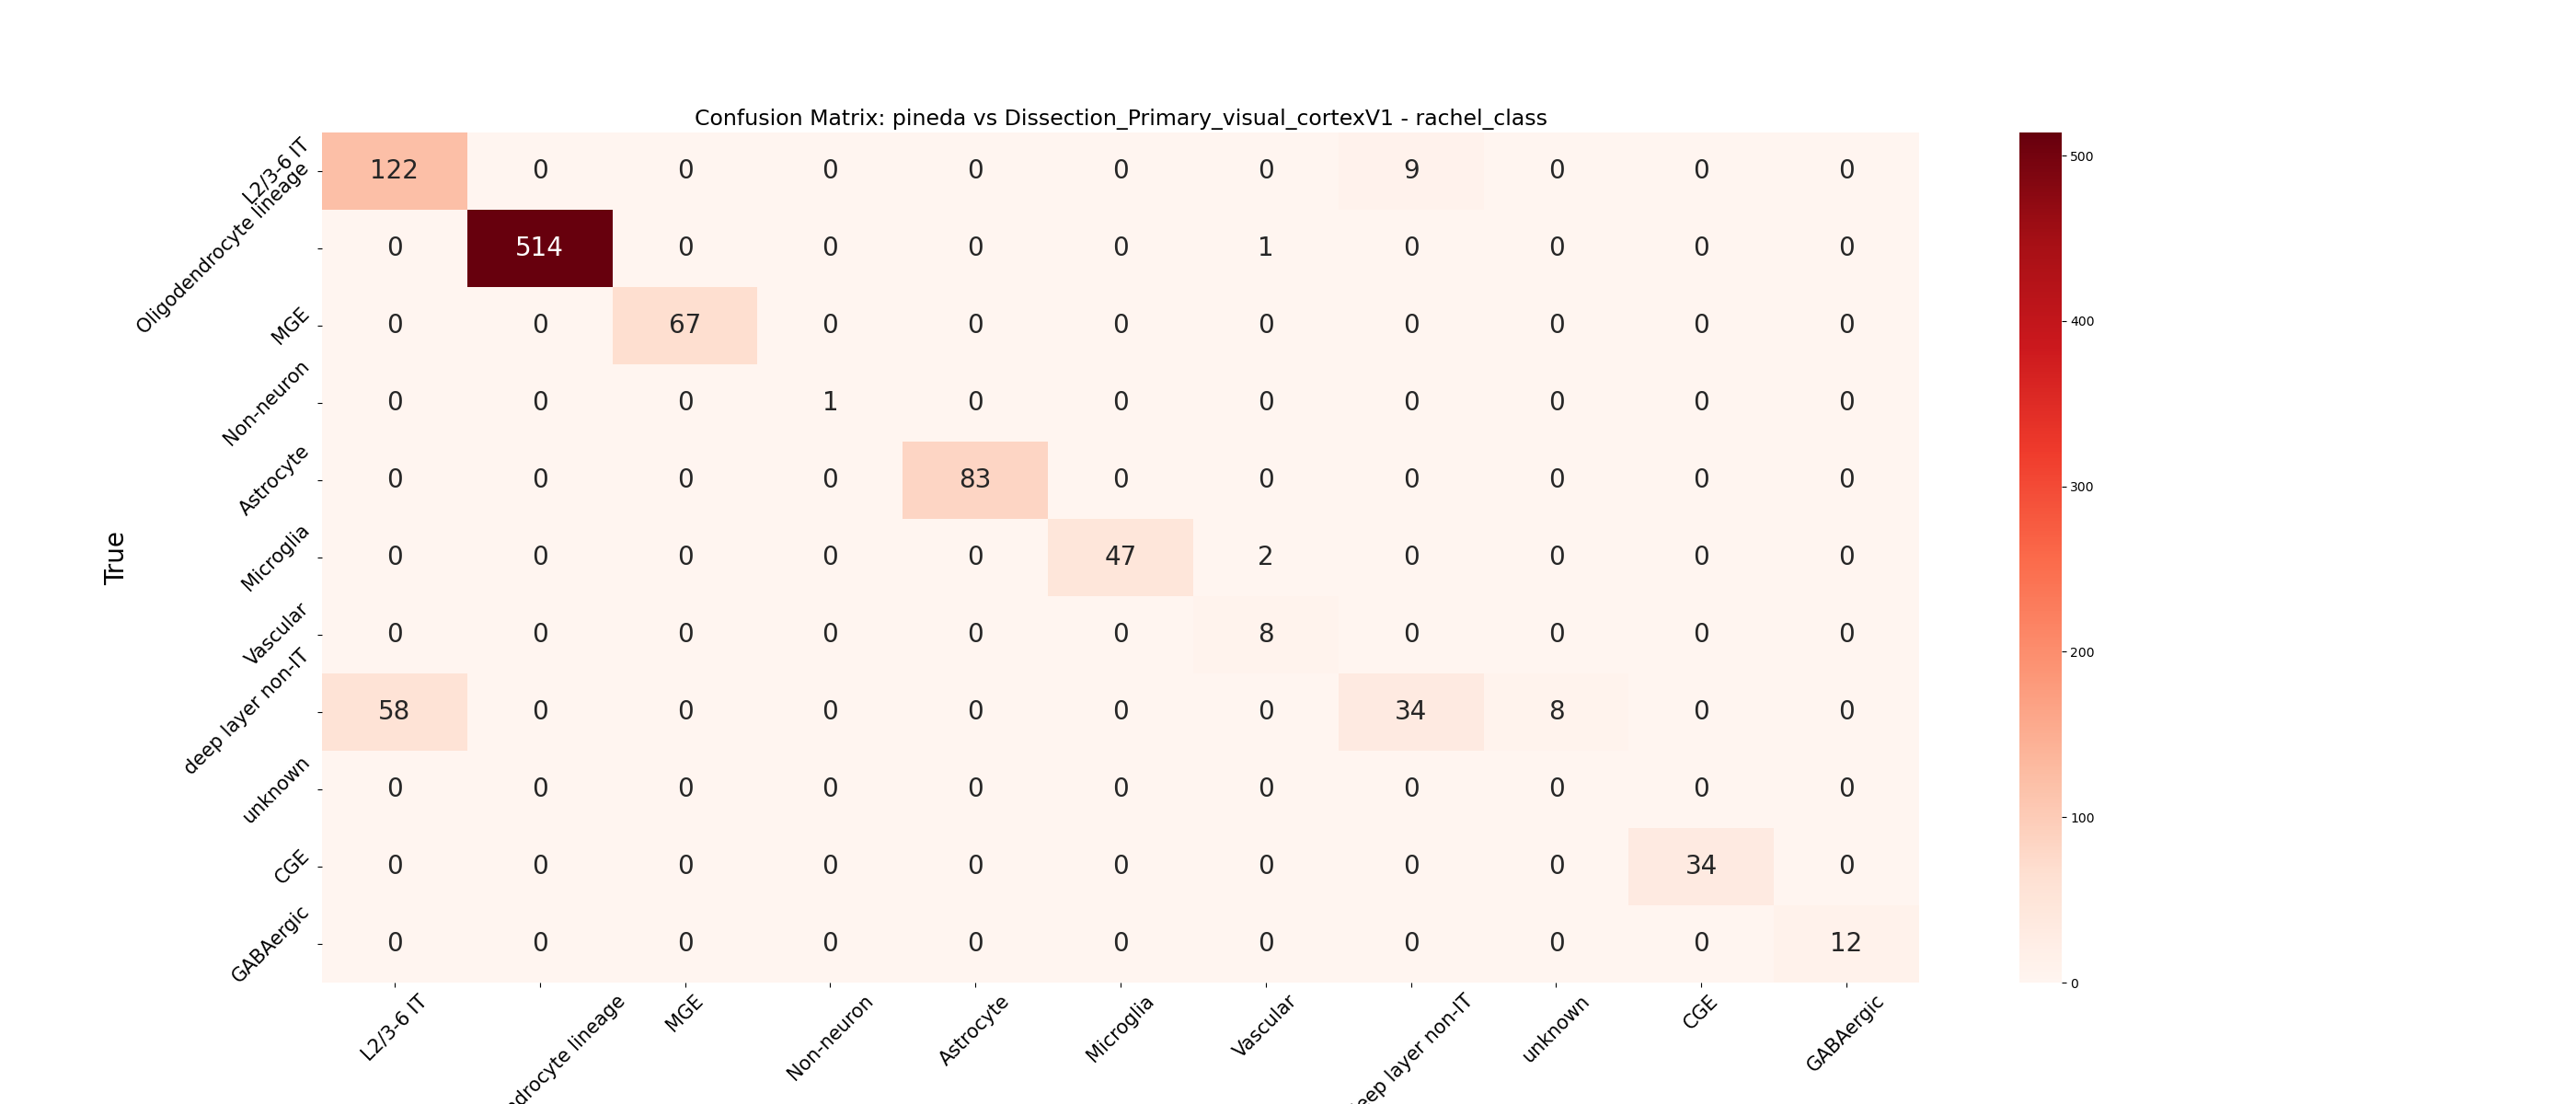 Confusion Matrix: pineda vs Dissection_Primary_visual_cortexV1 - rachel_class
True
L2/3-6 IT 122 0 0 0 0 0 0 9 0 0 0
Oligodendrocyte lineage 0 514 0 0 0 0 1 0 0 0 0
MGE 0 0 67 0 0 0 0 0 0 0 0
Non-neuron 0 0 0 1 0 0 0 0 0 0 0
Astrocyte 0 0 0 0 83 0 0 0 0 0 0
Microglia 0 0 0 0 0 47 2 0 0 0 0
Vascular 0 0 0 0 0 0 8 0 0 0 0
deep layer non-IT 58 0 0 0 0 0 0 34 8 0 0
unknown 0 0 0 0 0 0 0 0 0 0 0
CGE 0 0 0 0 0 0 0 0 0 34 0
GABAergic 0 0 0 0 0 0 0 0 0 0 12
L2/3-6 IT
ndrocyte lineage
MGE
Non-neuron
Astrocyte
Microglia
Vascular
eep layer non-IT
unknown
CGE
GABAergic
500
400
300
200
100
0